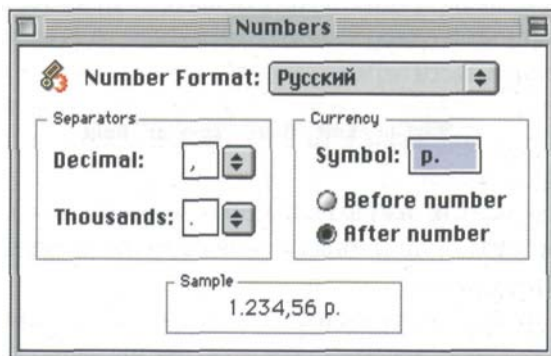 Numbers
Number Format: Русский
Separators
Decimal: ,
Thousands: .
Currency
Symbol: р.
Before number
After number
Sample
1.234,56 р.